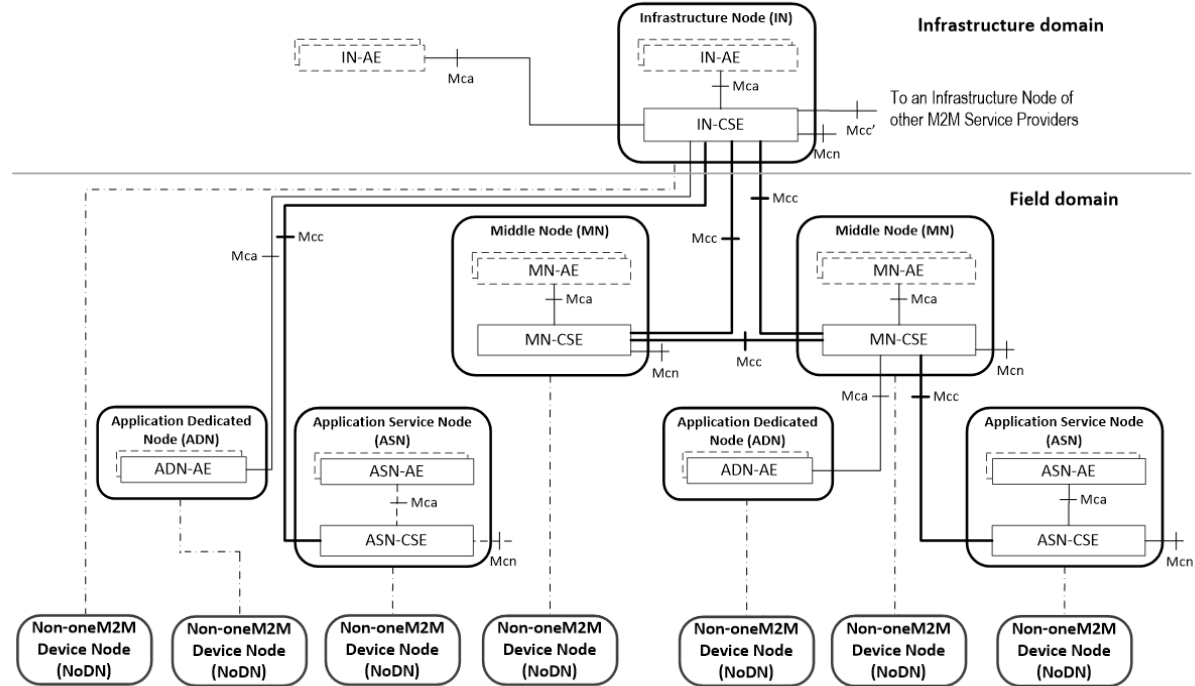 Infrastructure Node (IN)
Infrastructure domain
IN-AE
IN-AE
Mca
Mca
To an Infrastructure Node of
other M2M Service Providers
IN-CSE
Mcc'
Mcn
Field domain
Mcc
Mcc
Mca
Mcc
Middle Node (MN)
MN-AE
Mca
MN-CSE
Mcn
Mcc
Middle Node (MN)
MN-AE
Mca
MN-CSE
Mcn
Mca
Mcc
Application Dedicated
Node (ADN)
ADN-AE
Application Service Node
(ASN)
ASN-AE
Mca
ASN-CSE
Mcn
Application Dedicated
Node (ADN)
ADN-AE
Application Service Node
(ASN)
ASN-AE
Mca
ASN-CSE
Mcn
Non-oneM2M
Device Node
(NoDN)
Non-oneM2M
Device Node
(NoDN)
Non-oneM2M
Device Node
(NoDN)
Non-oneM2M
Device Node
(NoDN)
Non-oneM2M
Device Node
(NoDN)
Non-oneM2M
Device Node
(NoDN)
Non-oneM2M
Device Node
(NoDN)